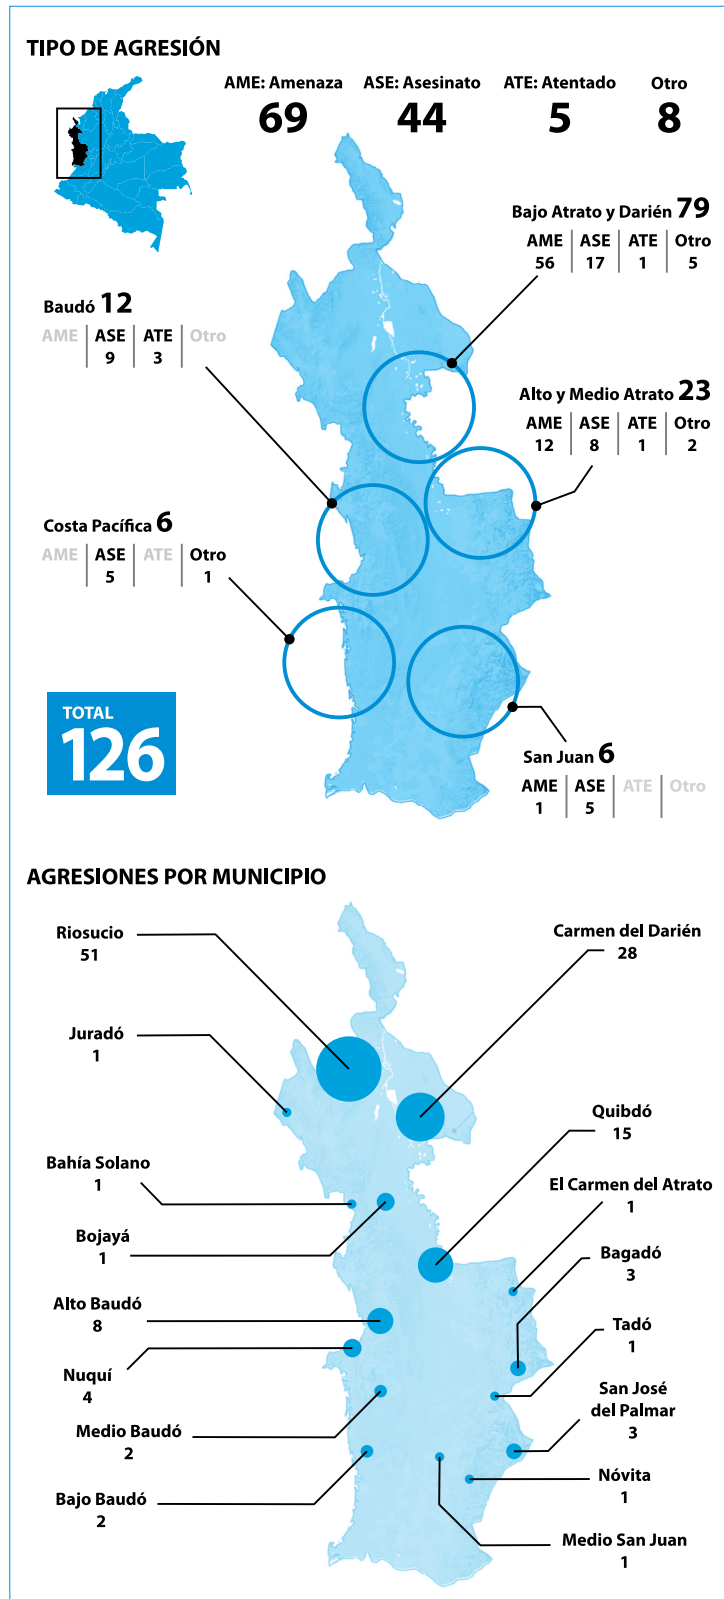 TIPO DE AGRESIÓN
AME: Amenaza
69
ASE: Asesinato
44
ATE: Atentado
5
Otro
8
Bajo Atrato y Darién 79
AME ASE ATE Otro
56 17 1 5
Baudó 12
AME ASE ATE Otro
9 3
Alto y Medio Atrato 23
AME ASE ATE Otro
12 8 1 2
Costa Pacífica 6
AME ASE ATE Otro
5 1
TOTAL
126
San Juan 6
AME ASE ATE Otro
1 5
AGRESIONES POR MUNICIPIO
Riosucio
51
Carmen del Darién
28
Juradó
1
Quibdó
15
Bahía Solano
1
El Carmen del Atrato
1
Bojayá
1
Bagadó
3
Alto Baudó
8
Tadó
1
Nuquí
4
San José
del Palmar
3
Medio Baudó
2
Nóvita
1
Bajo Baudó
2
Medio San Juan
1